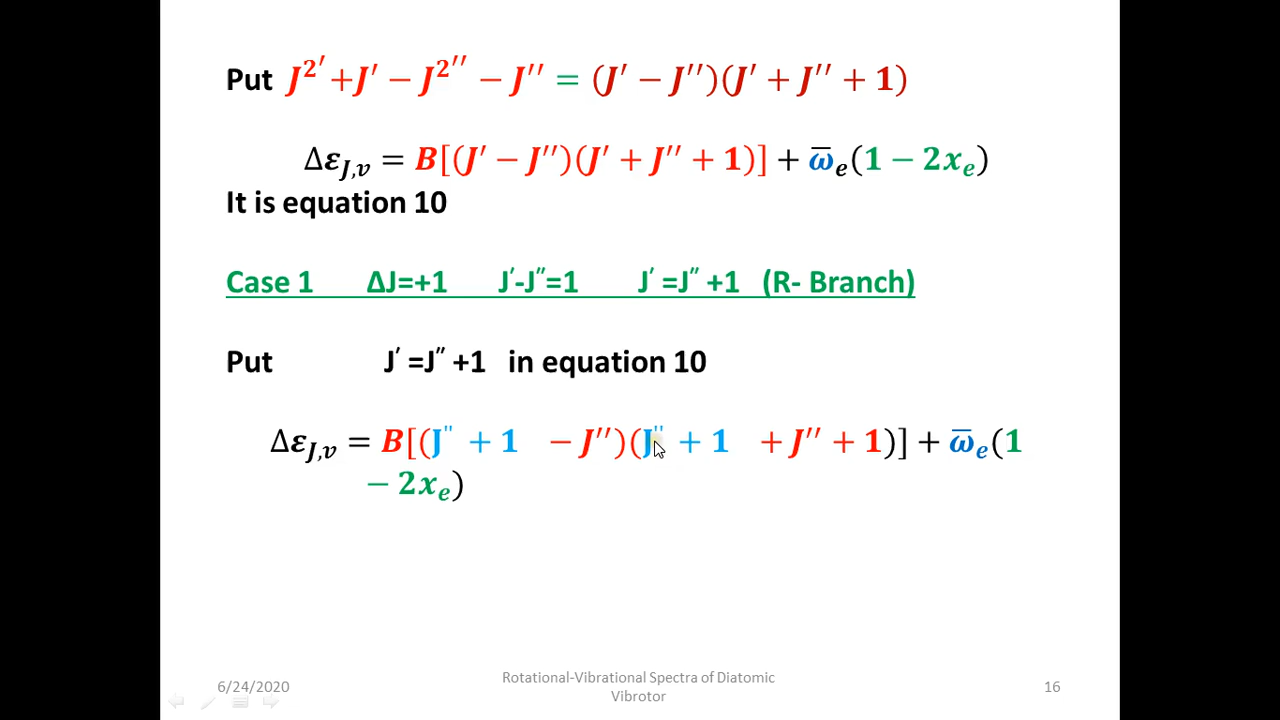 Put J²′+J′ − J²′′ − J′′ = (J′ − J′′)(J′ + J′′ + 1)
Δε_J,v = B[(J′ − J′′)(J′ + J′′ + 1)] + ω̅_e(1 − 2x_e)
It is equation 10
Case 1 ΔJ=+1 J′-J″=1 J′ =J″ +1 (R- Branch)
Put J′ =J″ +1 in equation 10
Δε_J,v = B[(J″ + 1 − J′′)(J″ + 1 + J′′ + 1)] + ω̅_e(1
− 2x_e)
6/24/2020
Rotational-Vibrational Spectra of Diatomic
Vibrotor
16